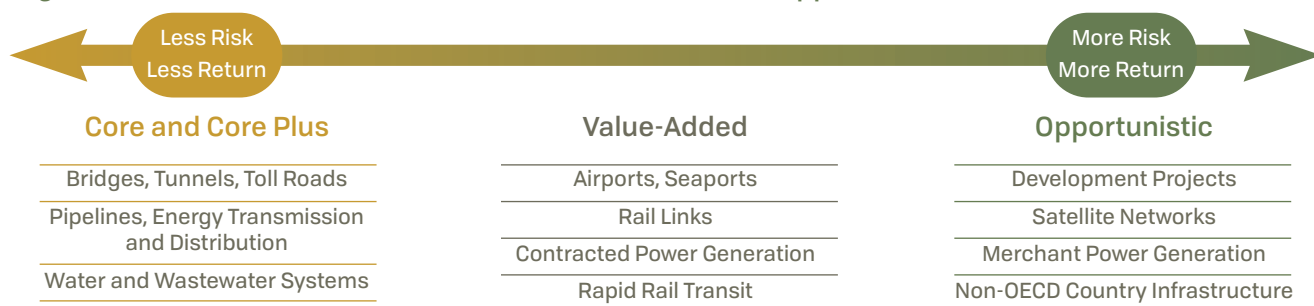 Less Risk
Less Return
More Risk
More Return
Core and Core Plus
Bridges, Tunnels, Toll Roads
Pipelines, Energy Transmission
and Distribution
Water and Wastewater Systems
Value-Added
Airports, Seaports
Rail Links
Contracted Power Generation
Rapid Rail Transit
Opportunistic
Development Projects
Satellite Networks
Merchant Power Generation
Non-OECD Country Infrastructure